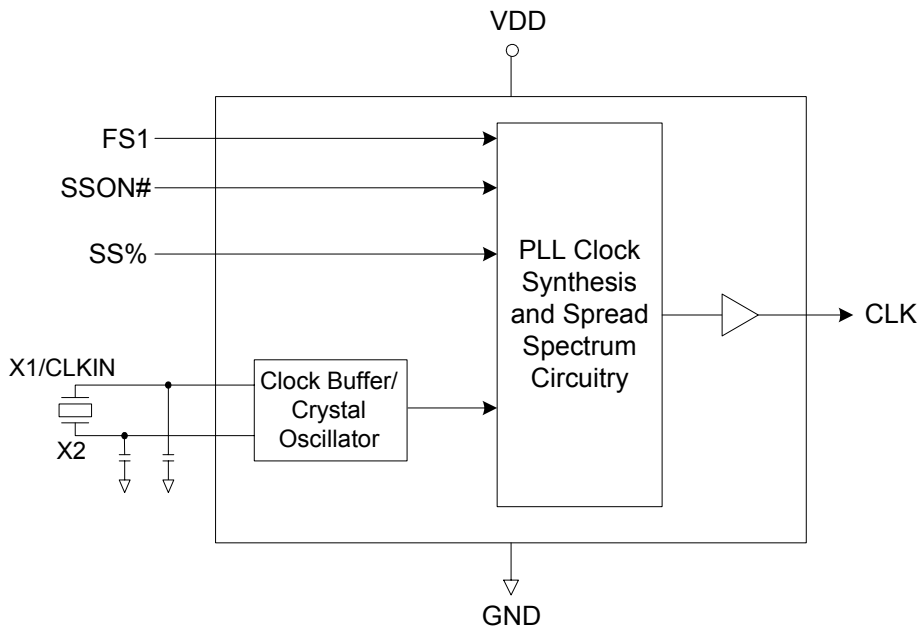 VDD
FS1
SSON#
SS%
PLL Clock
Synthesis
and Spread
Spectrum
Circuitry
CLK
X1/CLKIN
Clock Buffer/
Crystal
Oscillator
X2
GND